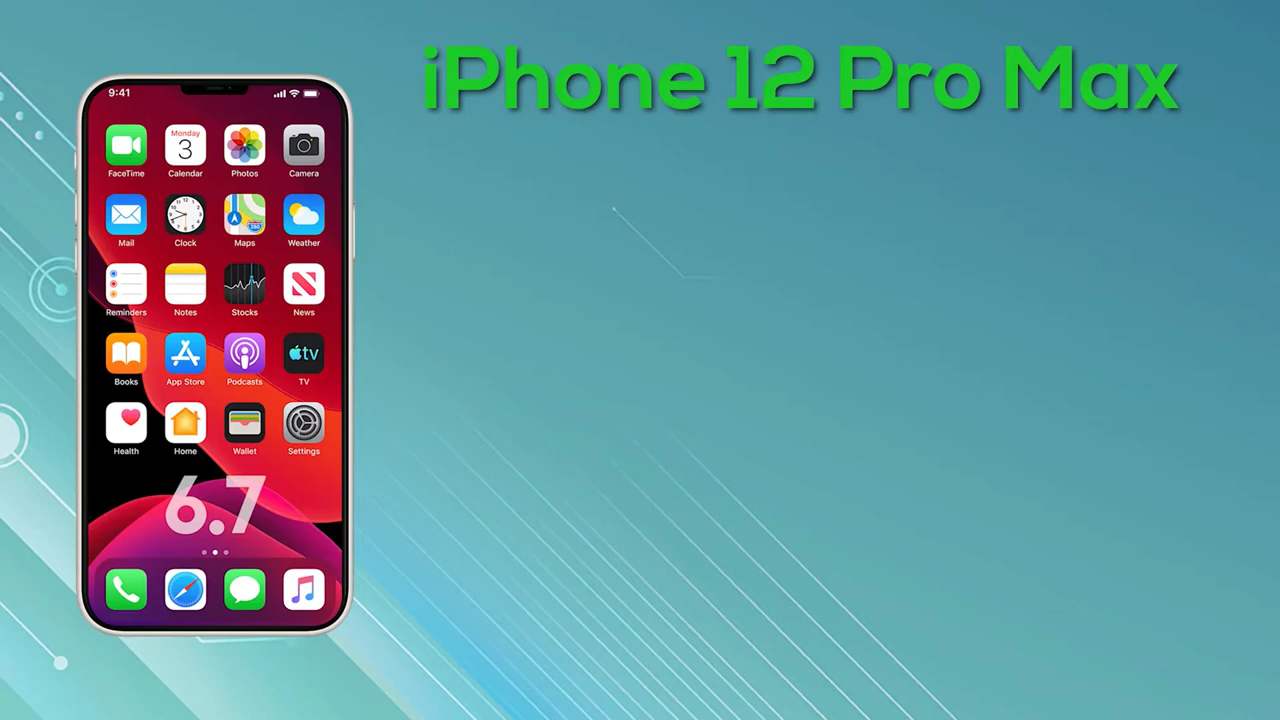 iPhone 12 Pro Max
9:41
Monday
3
FaceTime Calendar Photos Camera
Mail Clock Maps Weather
Reminders Notes Stocks News
tv
Books App Store Podcasts TV
Health Home Wallet Settings
6.7